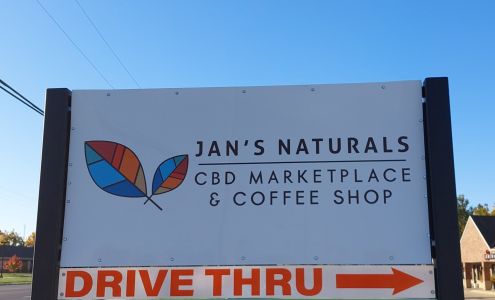 JAN'S NATURALS
CBD MARKETPLACE
& COFFEE SHOP
DRIVE THRU